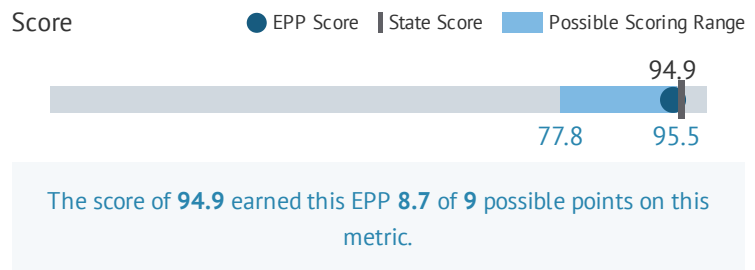 Score EPP Score State Score Possible Scoring Range
94.9
77.8 95.5
The score of 94.9 earned this EPP 8.7 of 9 possible points on this
metric.